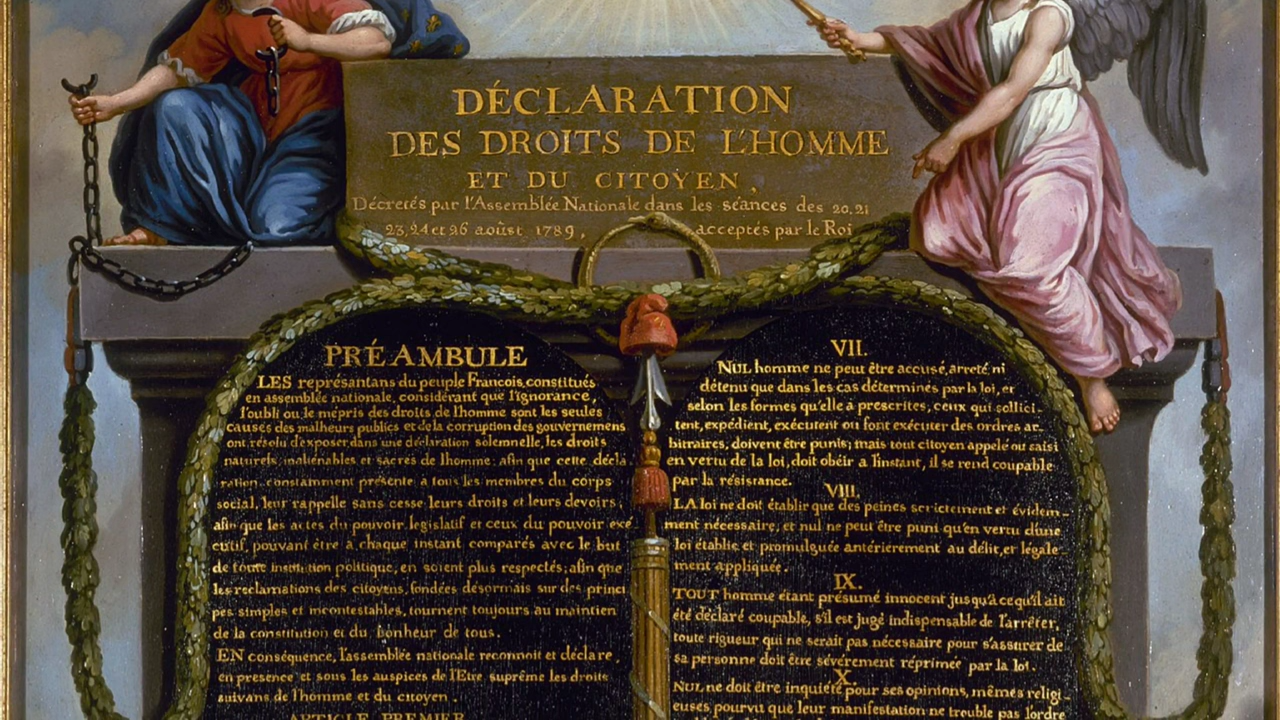 DÉCLARATION
DES DROITS DE L'HOMME
ET DU CITOYEN,
Décretés par l'Assemblée Nationale dans les séances des 20, 21
23, 24 et 26 aoûst 1789, acceptés par le Roi
PRÉAMBULE
LES représantans du peuple François, constitués
en assemblée nationale, considérant que l'ignorance,
l'oubli ou le mépris des droits de l'homme sont les seules
causes des malheurs publics et de la corruption des gouvernemens
ont résolu d'exposer dans une déclaration solemnelle, les droits
naturels, inaliénables et sacrés de l'homme; afin que cette décla
ration constamment présente à tous les membres du corps
social, leur rappelle sans cesse leurs droits et leurs devoirs,
afin que les actes du pouvoir législatif et ceux du pouvoir exé
cutif, pouvant être à chaque instant comparés avec le but
de toute institution politique, en soient plus respectés; afin que
les reclamations des citoyens, fondées désormais sur des princi
pes simples et incontestables, tournent toujours au maintien
de la constitution et du bonheur de tous.
EN conséquence, l'assemblée nationale reconnoit et déclare,
en présence et sous les auspices de l'Etre suprême les droits
suivans de l'homme et du citoyen.
ARTICLE PREMIER
VII.
NUL homme ne peut être accusé, arreté, ni
détenu que dans les cas déterminés par la loi, et
selon les formes qu'elle à prescrites, ceux qui sollici-
tent, expédient, exécutent ou font exécuter des ordres ar-
bitraires, doivent être punis; mais tout citoyen appelé ou saisi
en vertu de la loi, doit obéir à l'instant, il se rend coupable
par la résistance.
VIII.
LA loi ne doit établir que des peines strictement et évidem-
ment nécessaire, et nul ne peut être puni qu'en vertu d'une
loi établie et promulguée antérierement au délit, et légale-
ment appliquée.
IX.
TOUT homme étant présumé innocent jusqu'à ce qu'il ait
été déclaré coupable, s'il est jugé indispensable de l'arrêter,
toute rigueur qui ne serait pas nécessaire pour s'assurer de
sa personne doit être sévèrement réprimée par la loi.
X.
NUL ne doit être inquiété pour ses opinions, mêmes religi-
euses pourvu que leur manifestation ne trouble pas l'ordre